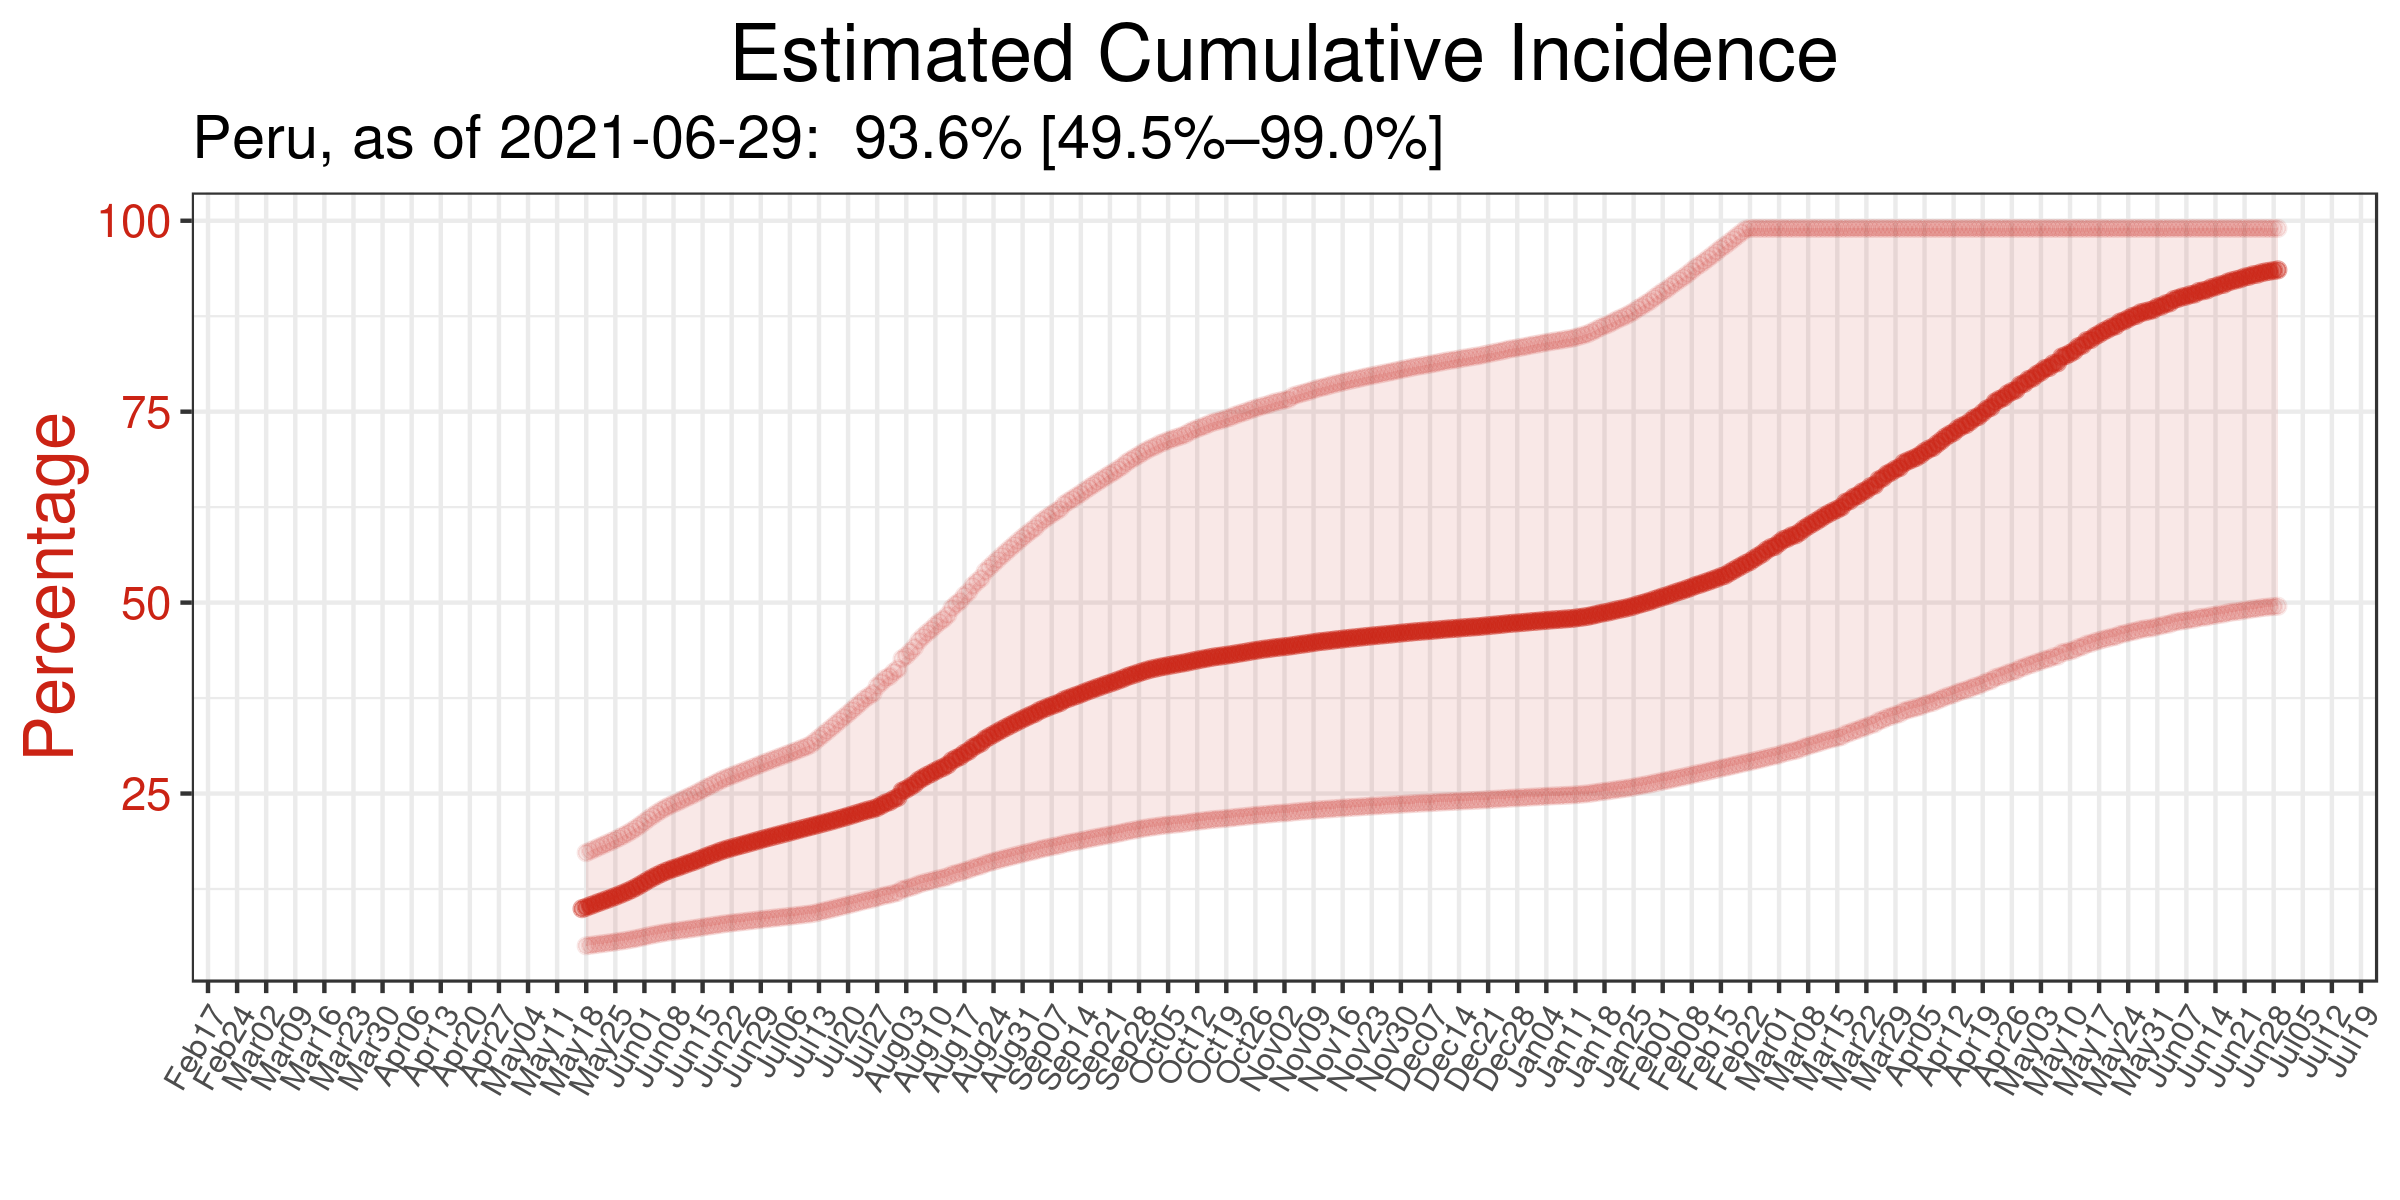 Estimated Cumulative Incidence
Peru, as of 2021-06-29:  93.6% [49.5%–99.0%]
Percentage
100
75
50
25
Feb17
Feb24
Mar02
Mar09
Mar16
Mar23
Mar30
Apr06
Apr13
Apr20
Apr27
May04
May11
May18
May25
Jun01
Jun08
Jun15
Jun22
Jun29
Jul06
Jul13
Jul20
Jul27
Aug03
Aug10
Aug17
Aug24
Aug31
Sep07
Sep14
Sep21
Sep28
Oct05
Oct12
Oct19
Oct26
Nov02
Nov09
Nov16
Nov23
Nov30
Dec07
Dec14
Dec21
Dec28
Jan04
Jan11
Jan18
Jan25
Feb01
Feb08
Feb15
Feb22
Mar01
Mar08
Mar15
Mar22
Mar29
Apr05
Apr12
Apr19
Apr26
May03
May10
May17
May24
May31
Jun07
Jun14
Jun21
Jun28
Jul05
Jul12
Jul19